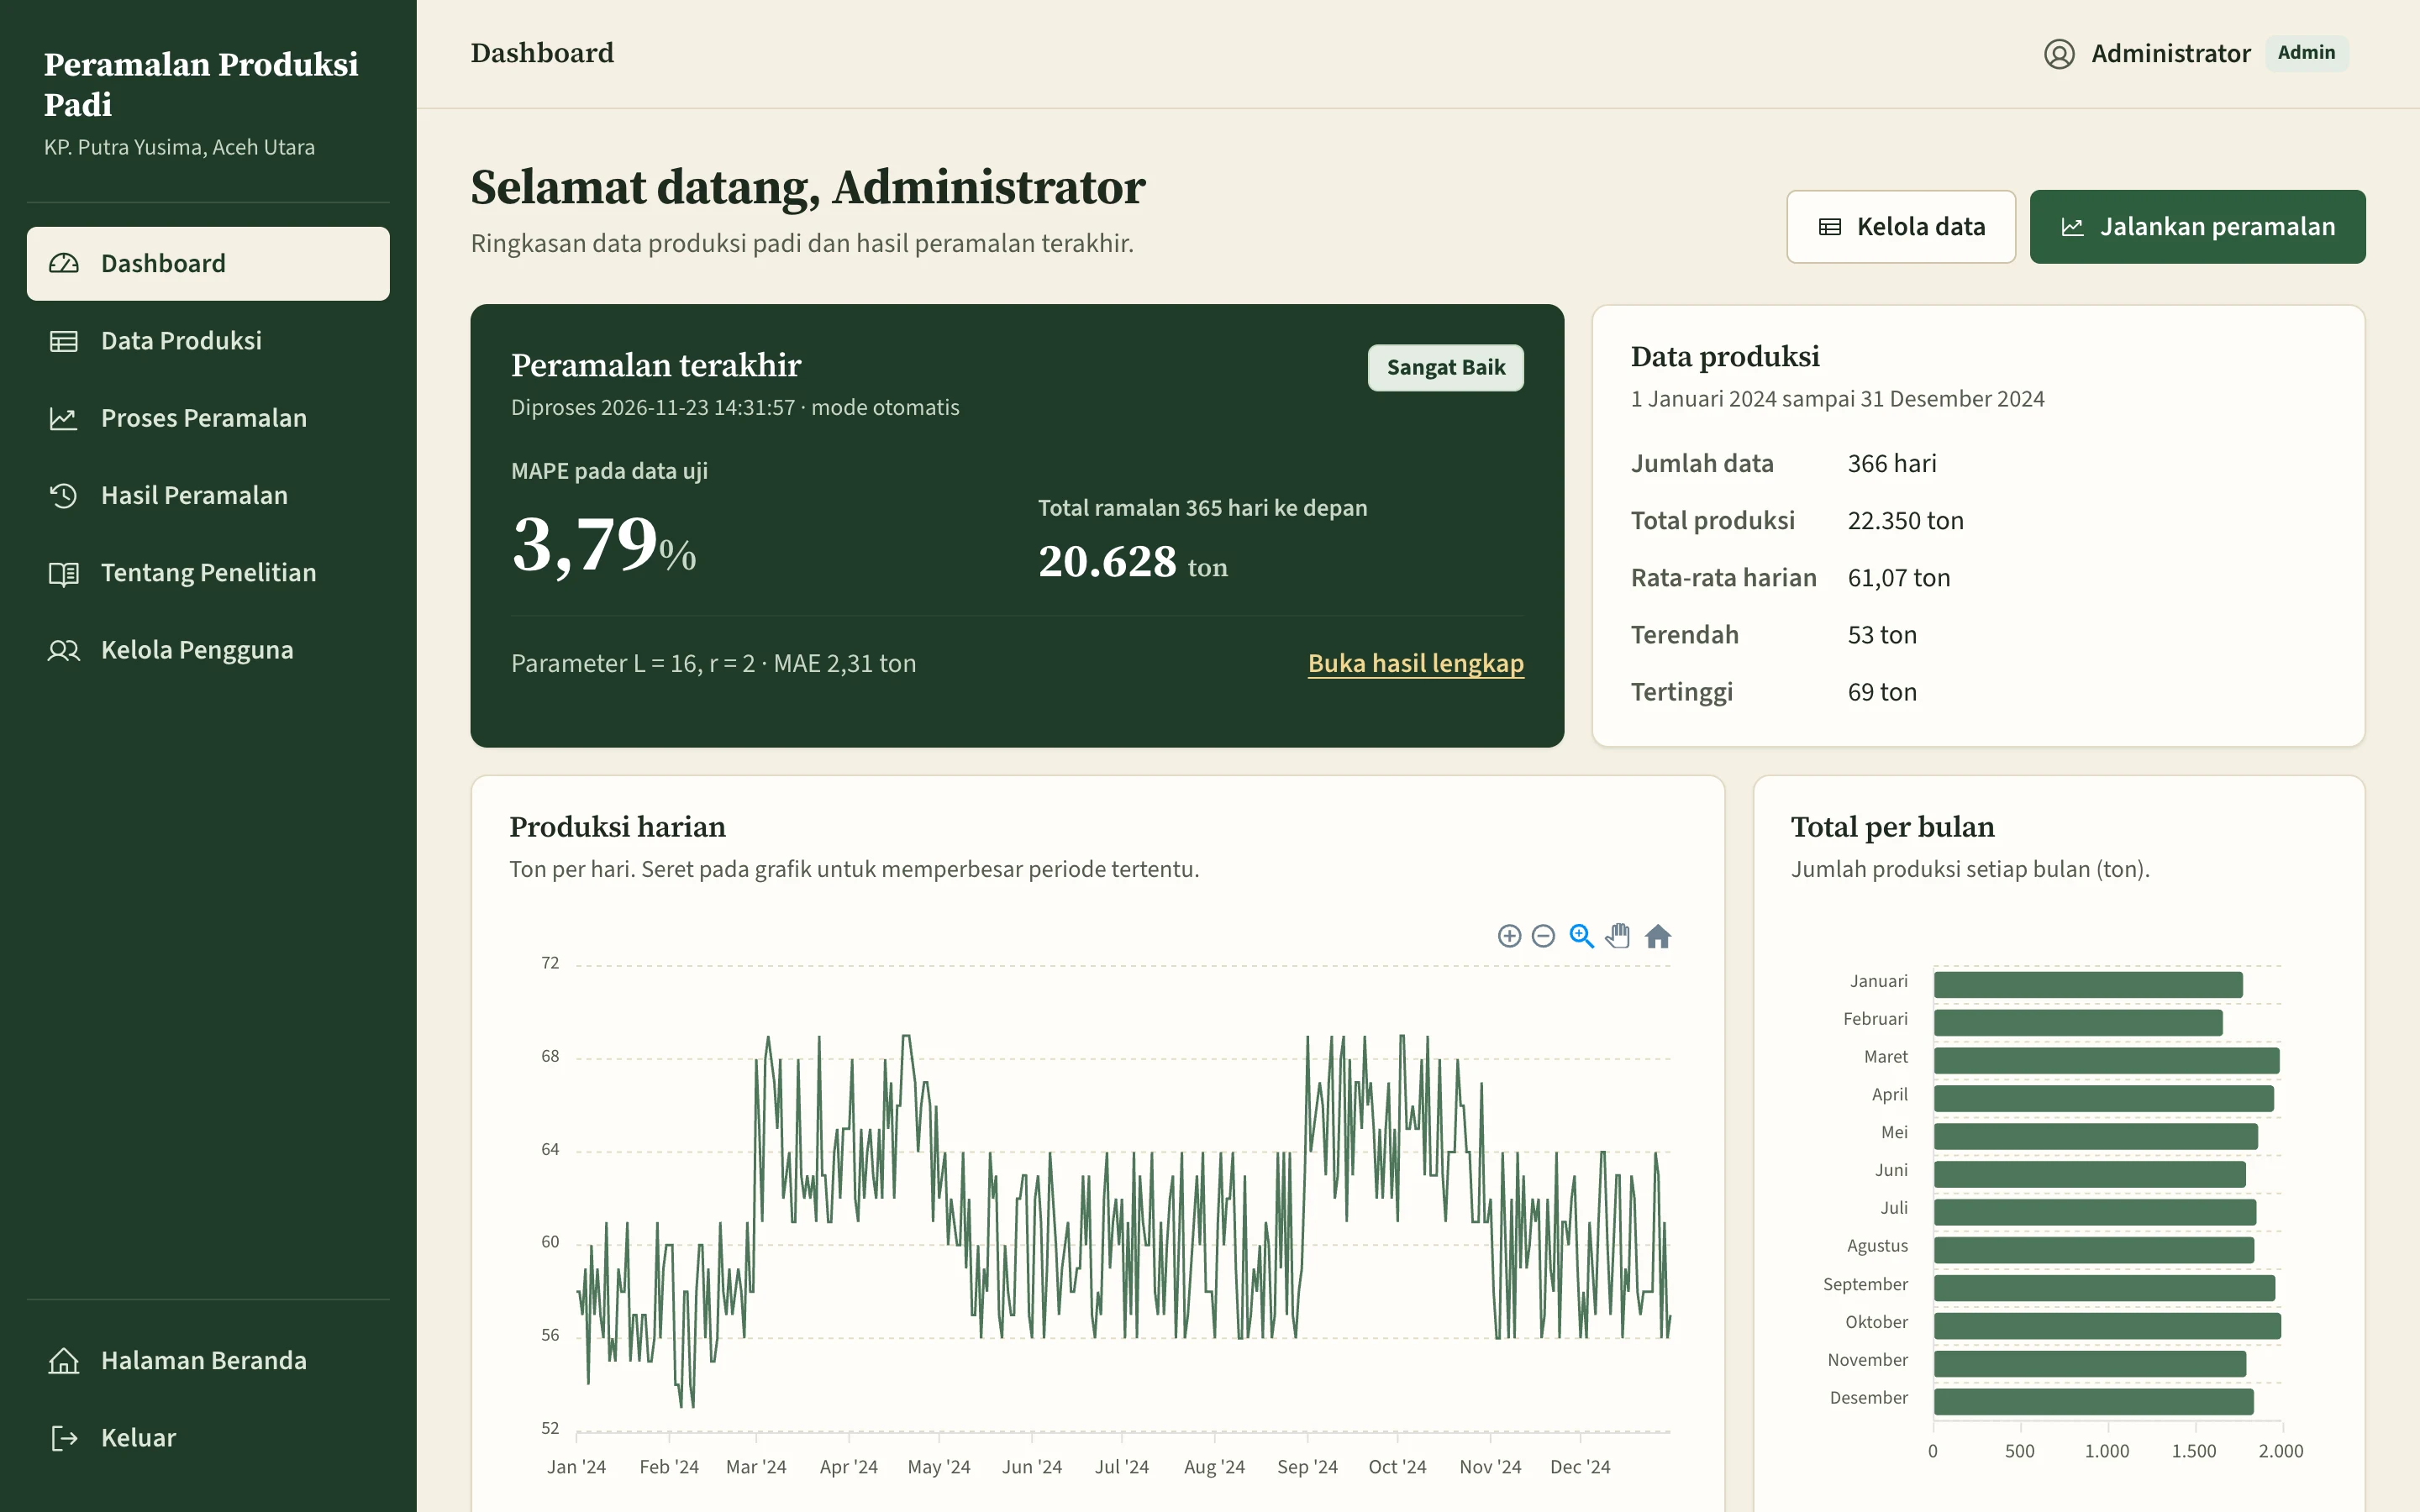 Peramalan Produksi
Padi
KP. Putra Yusima, Aceh Utara
Dashboard
Data Produksi
Proses Peramalan
Hasil Peramalan
Tentang Penelitian
Kelola Pengguna
Halaman Beranda
Keluar
Dashboard
Administrator Admin
Selamat datang, Administrator
Ringkasan data produksi padi dan hasil peramalan terakhir.
Kelola data
Jalankan peramalan
Peramalan terakhir
Sangat Baik
Diproses 2026-11-23 14:31:57 · mode otomatis
MAPE pada data uji
3,79%
Total ramalan 365 hari ke depan
20.628 ton
Parameter L = 16, r = 2 · MAE 2,31 ton
Buka hasil lengkap
Data produksi
1 Januari 2024 sampai 31 Desember 2024
Jumlah data 366 hari
Total produksi 22.350 ton
Rata-rata harian 61,07 ton
Terendah 53 ton
Tertinggi 69 ton
Produksi harian
Ton per hari. Seret pada grafik untuk memperbesar periode tertentu.
72
68
64
60
56
52
Jan '24 Feb '24 Mar '24 Apr '24 May '24 Jun '24 Jul '24 Aug '24 Sep '24 Oct '24 Nov '24 Dec '24
Total per bulan
Jumlah produksi setiap bulan (ton).
Januari
Februari
Maret
April
Mei
Juni
Juli
Agustus
September
Oktober
November
Desember
0 500 1.000 1.500 2.000